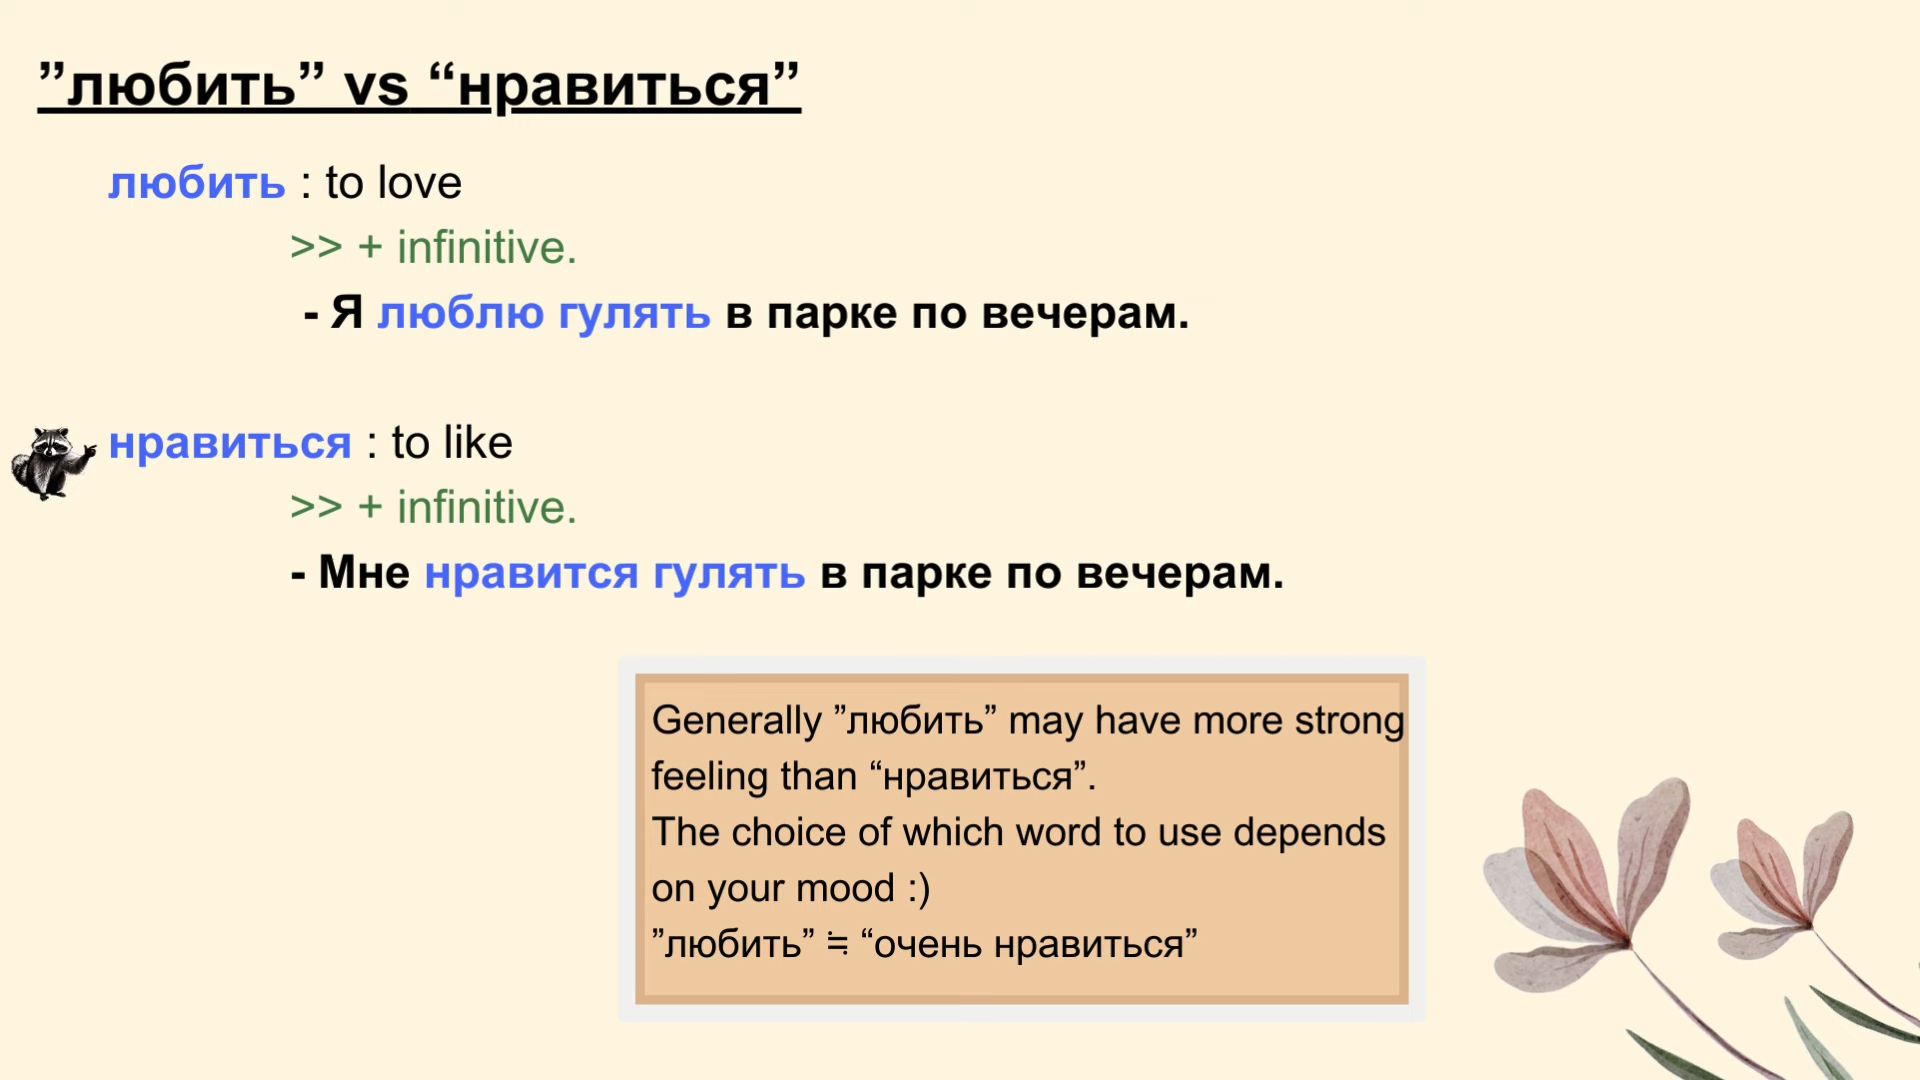 ”любить” vs “нравиться”
любить : to love
>> + infinitive.
- Я люблю гулять в парке по вечерам.
нравиться : to like
>> + infinitive.
- Мне нравится гулять в парке по вечерам.
Generally ”любить” may have more strong
feeling than “нравиться”.
The choice of which word to use depends
on your mood :)
”любить” ≒ “очень нравиться”